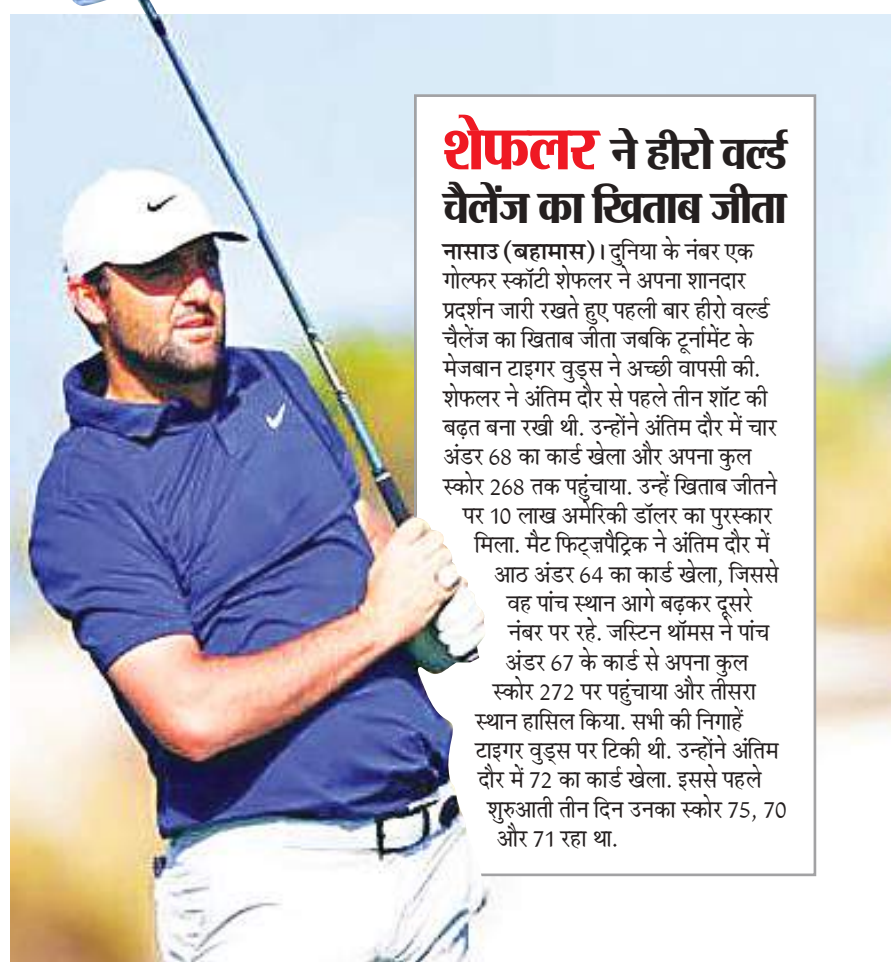 शेफलर ने हीरो वर्ल्ड
चैलेंज का खिताब जीता
नासाउ (बहामास)। दुनिया के नंबर एक
गोल्फर स्कॉटी शेफलर ने अपना शानदार
प्रदर्शन जारी रखते हुए पहली बार हीरो वर्ल्ड
चैलेंज का खिताब जीता जबकि टूर्नामेंट के
मेजबान टाइगर वुड्स ने अच्छी वापसी की.
शेफलर ने अंतिम दौर से पहले तीन शॉट की
बढ़त बना रखी थी. उन्होंने अंतिम दौर में चार
अंडर 68 का कार्ड खेला और अपना कुल
स्कोर 268 तक पहुंचाया. उन्हें खिताब जीतने
पर 10 लाख अमेरिकी डॉलर का पुरस्कार
मिला. मैट फिट्ज़पैट्रिक ने अंतिम दौर में
आठ अंडर 64 का कार्ड खेला, जिससे
वह पांच स्थान आगे बढ़कर दूसरे
नंबर पर रहे. जस्टिन थॉमस ने पांच
अंडर 67 के कार्ड से अपना कुल
स्कोर 272 पर पहुंचाया और तीसरा
स्थान हासिल किया. सभी की निगाहें
टाइगर वुड्स पर टिकी थी. उन्होंने अंतिम
दौर में 72 का कार्ड खेला. इससे पहले
शुरुआती तीन दिन उनका स्कोर 75, 70
और 71 रहा था.